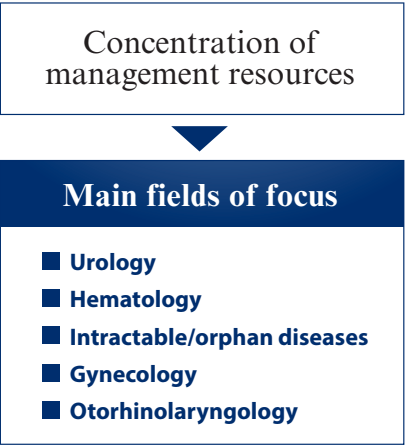 Concentration of
management resources
Main fields of focus
Urology
Hematology
Intractable/orphan diseases
Gynecology
Otorhinolaryngology